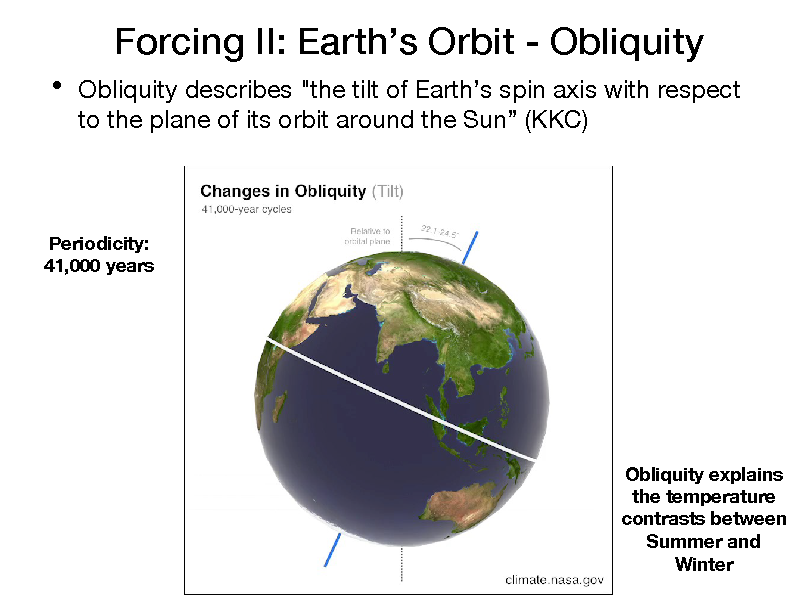 Forcing II: Earth’s Orbit - Obliquity
• Obliquity describes "the tilt of Earth’s spin axis with respect
to the plane of its orbit around the Sun” (KKC)
Changes in Obliquity (Tilt)
41,000-year cycles
Relative to
orbital plane
22.1-24.5°
Periodicity:
41,000 years
Obliquity explains
the temperature
contrasts between
Summer and
Winter
climate.nasa.gov